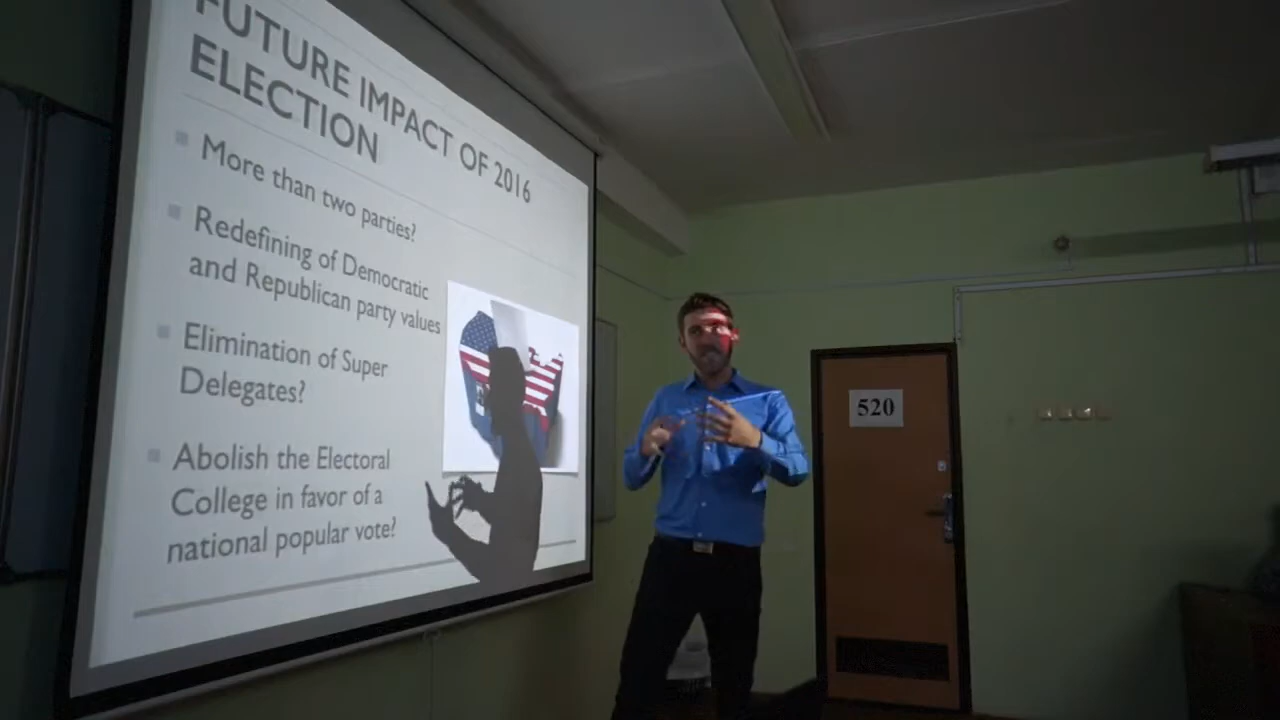 FUTURE IMPACT OF 2016
ELECTION
More than two parties?
Redefining of Democratic
and Republican party values
Elimination of Super
Delegates?
Abolish the Electoral
College in favor of a
national popular vote?
520